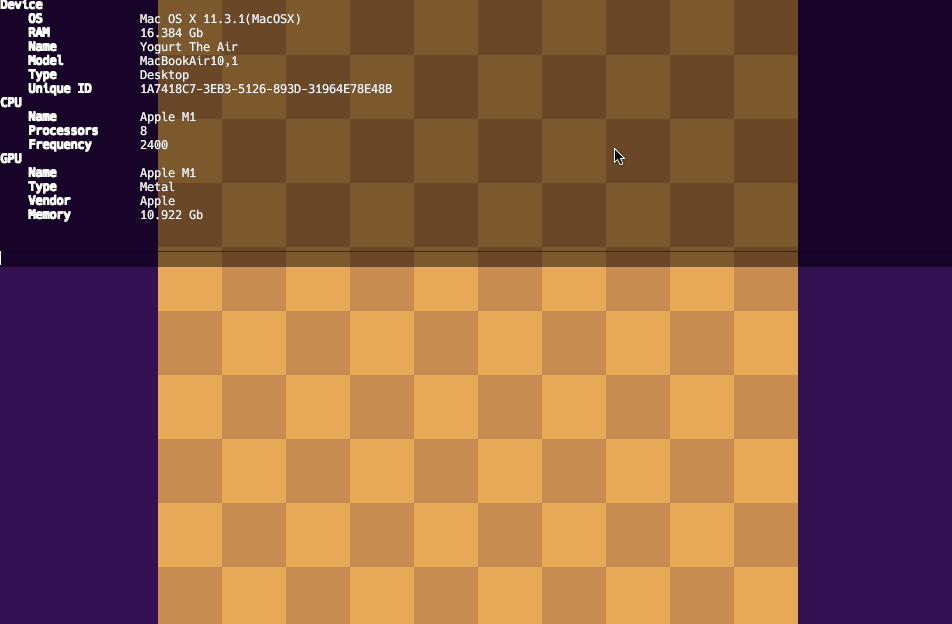 Device
OS Mac OS X 11.3.1(MacOSX)
RAM 16.384 Gb
Name Yogurt The Air
Model MacBookAir10,1
Type Desktop
Unique ID 1A7418C7-3EB3-5126-893D-31964E78E48B
CPU
Name Apple M1
Processors 8
Frequency 2400
GPU
Name Apple M1
Type Metal
Vendor Apple
Memory 10.922 Gb